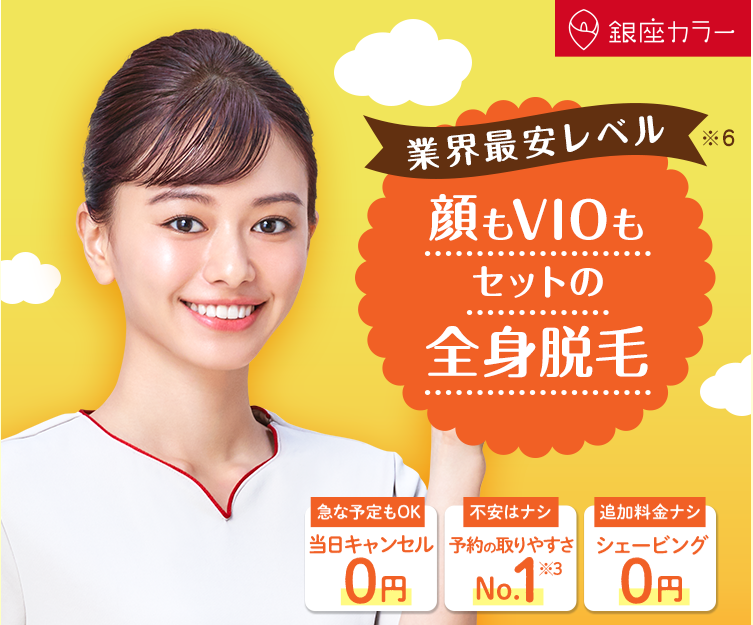 銀座カラー
業界最安レベル
※6
顔もVIOも
セットの
全身脱毛
急な予定もOK
当日キャンセル
0円
不安はナシ
予約の取りやすさ
No.1※3
追加料金ナシ
シェービング
0円